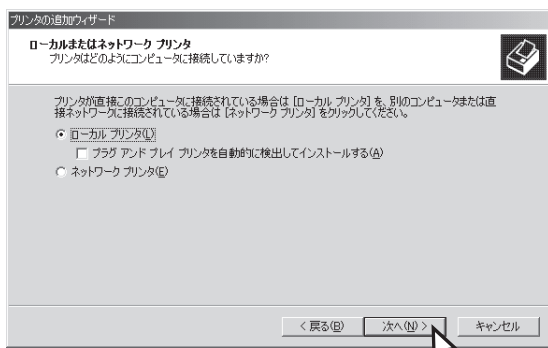 プリンタの追加ウィザード
ローカルまたはネットワーク プリンタ
プリンタはどのようにコンピュータに接続していますか?
プリンタが直接このコンピュータに接続されている場合は [ローカル プリンタ] を、別のコンピュータまたは直
接ネットワークに接続されている場合は [ネットワーク プリンタ] をクリックしてください。
ローカル プリンタ(L)
プラグ アンド プレイ プリンタを自動的に検出してインストールする(A)
ネットワーク プリンタ(E)
< 戻る(B) 次へ(N) > キャンセル